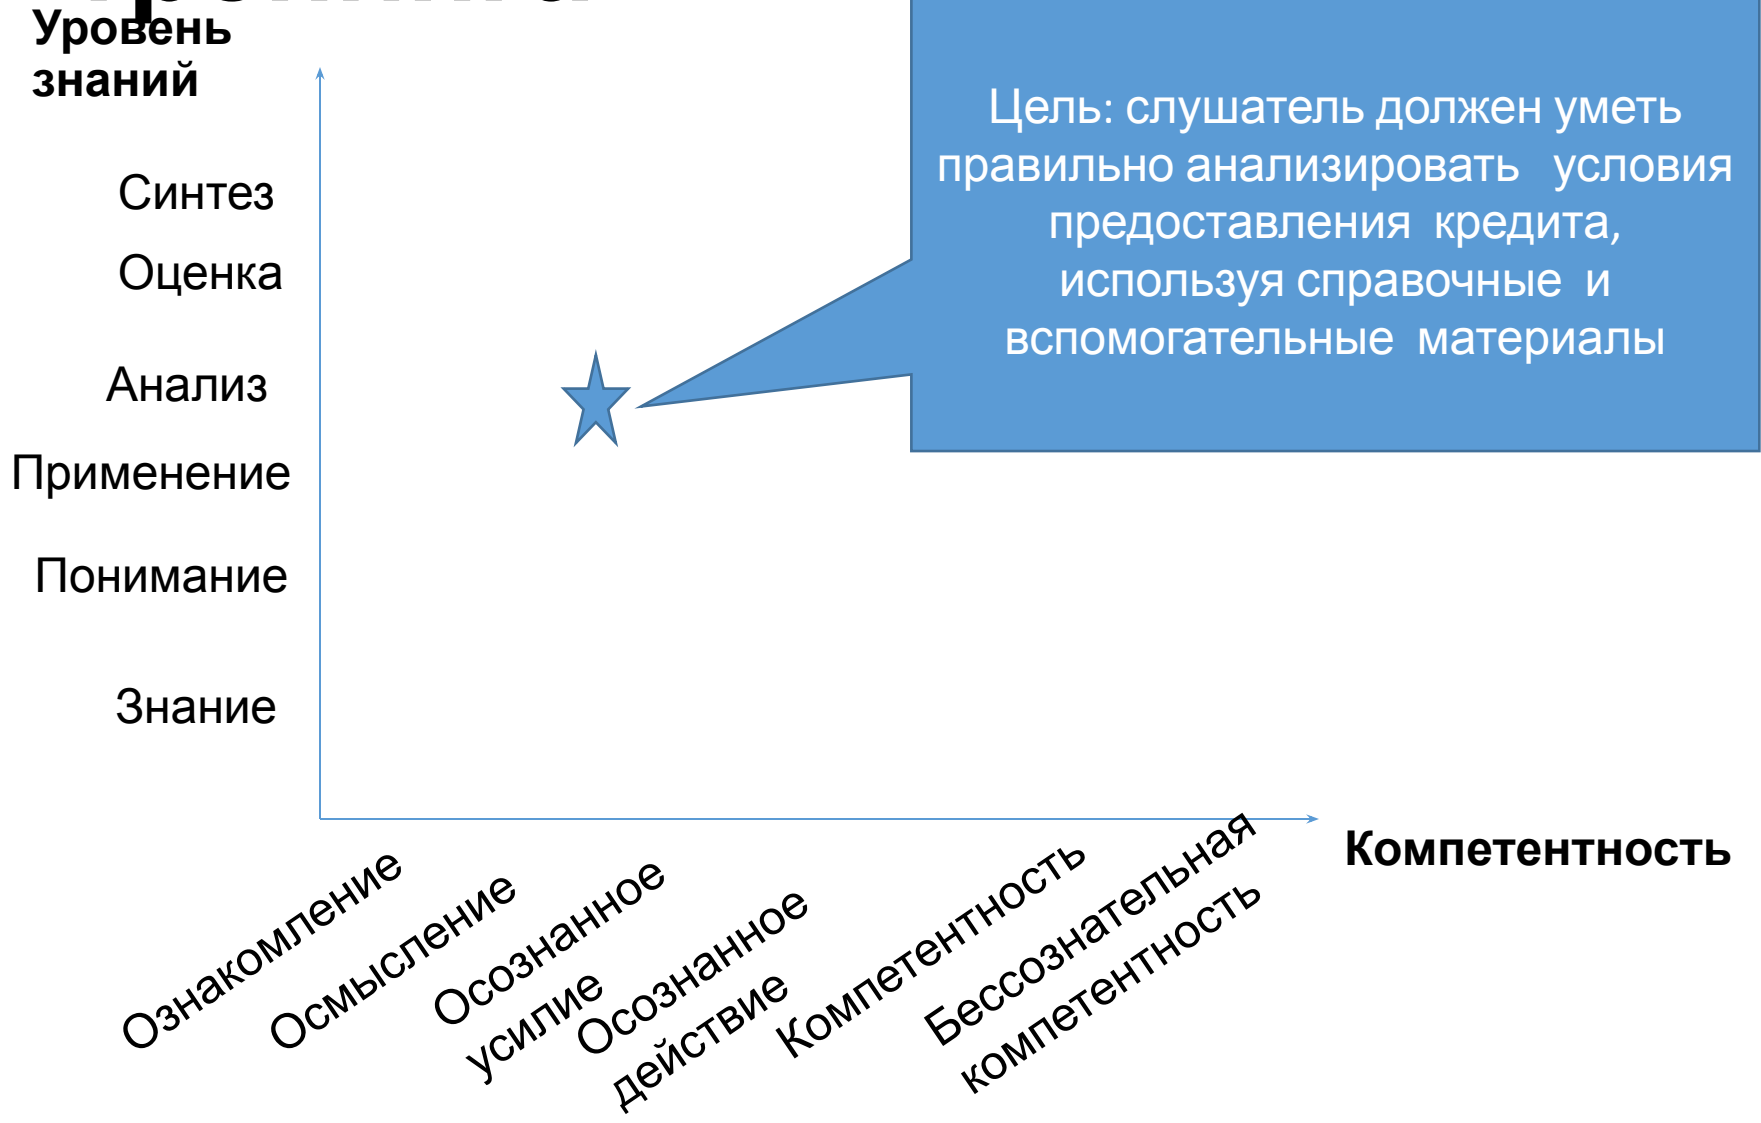 Уровень
знаний
Цель: слушатель должен уметь
правильно анализировать условия
предоставления кредита,
используя справочные и
вспомогательные материалы
Синтез
Оценка
Анализ
Применение
Понимание
Знание
Компетентность
Ознакомление
Осмысление
Осознанное
усилие
Осознанное
действие
Компетентность
Бессознательная
компетентность